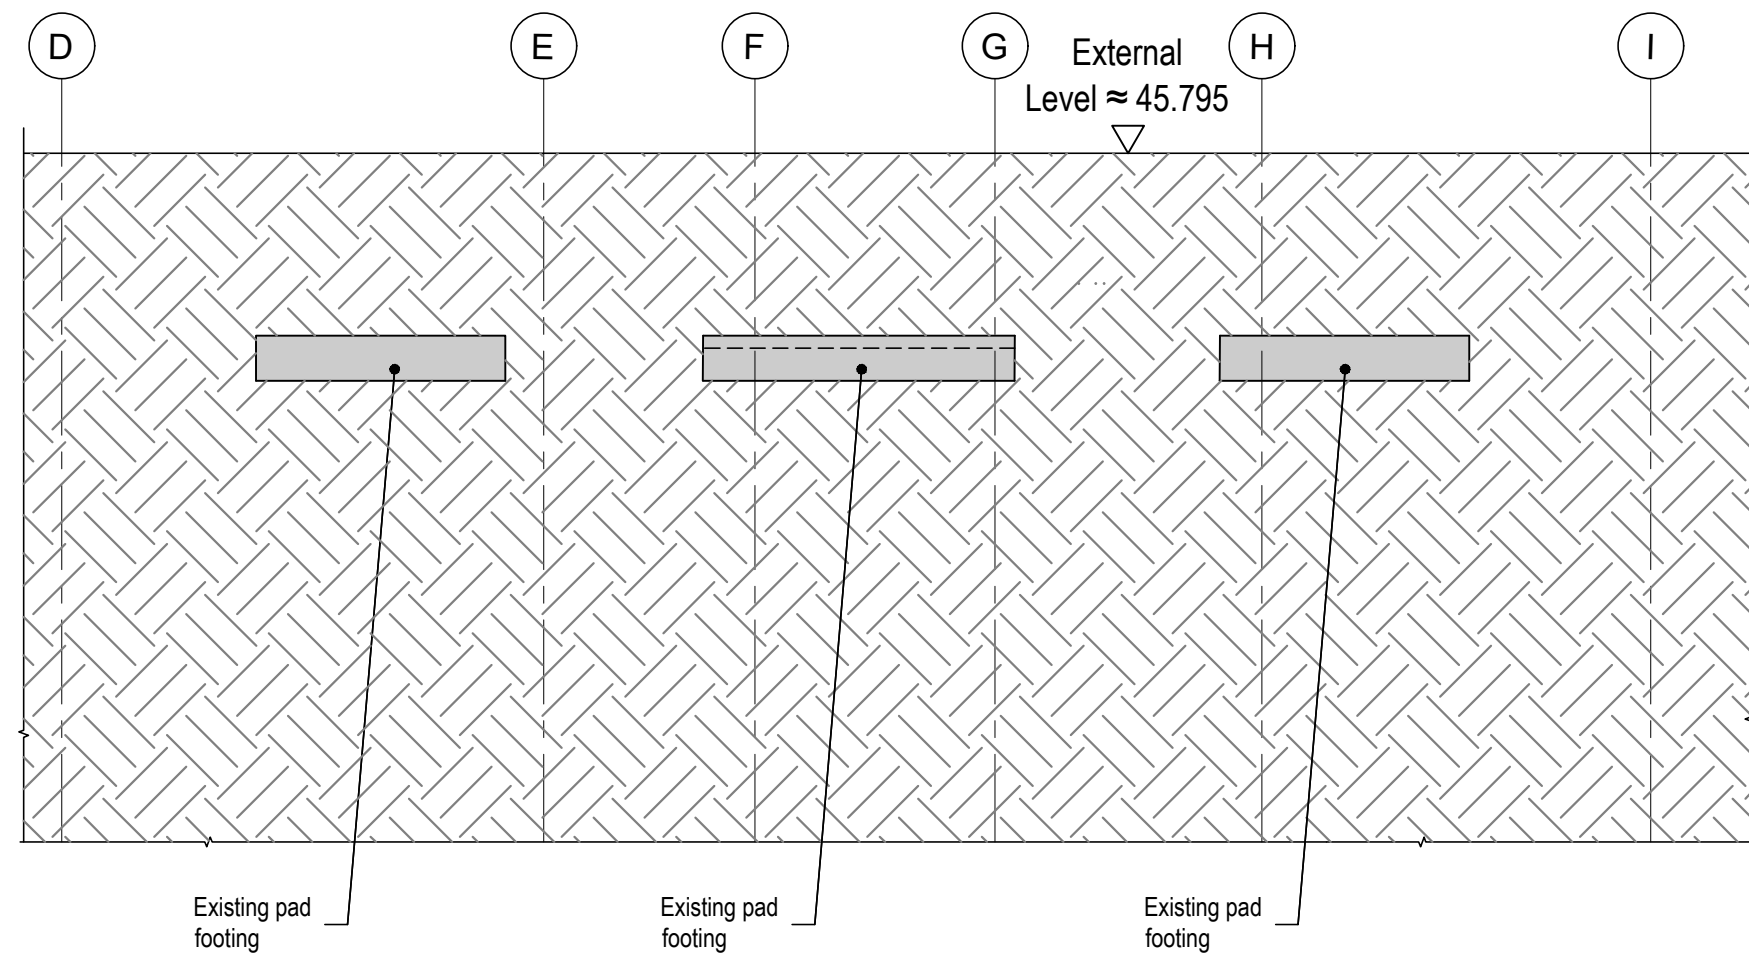 D
E
F
G
External
Level ≈ 45.795
H
I
Existing pad
footing
Existing pad
footing
Existing pad
footing